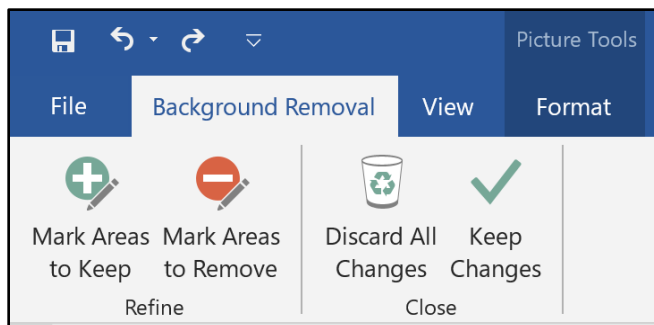 Picture Tools
File Background Removal View Format
Mark Areas Mark Areas Discard All Keep
to Keep to Remove Changes Changes
Refine Close